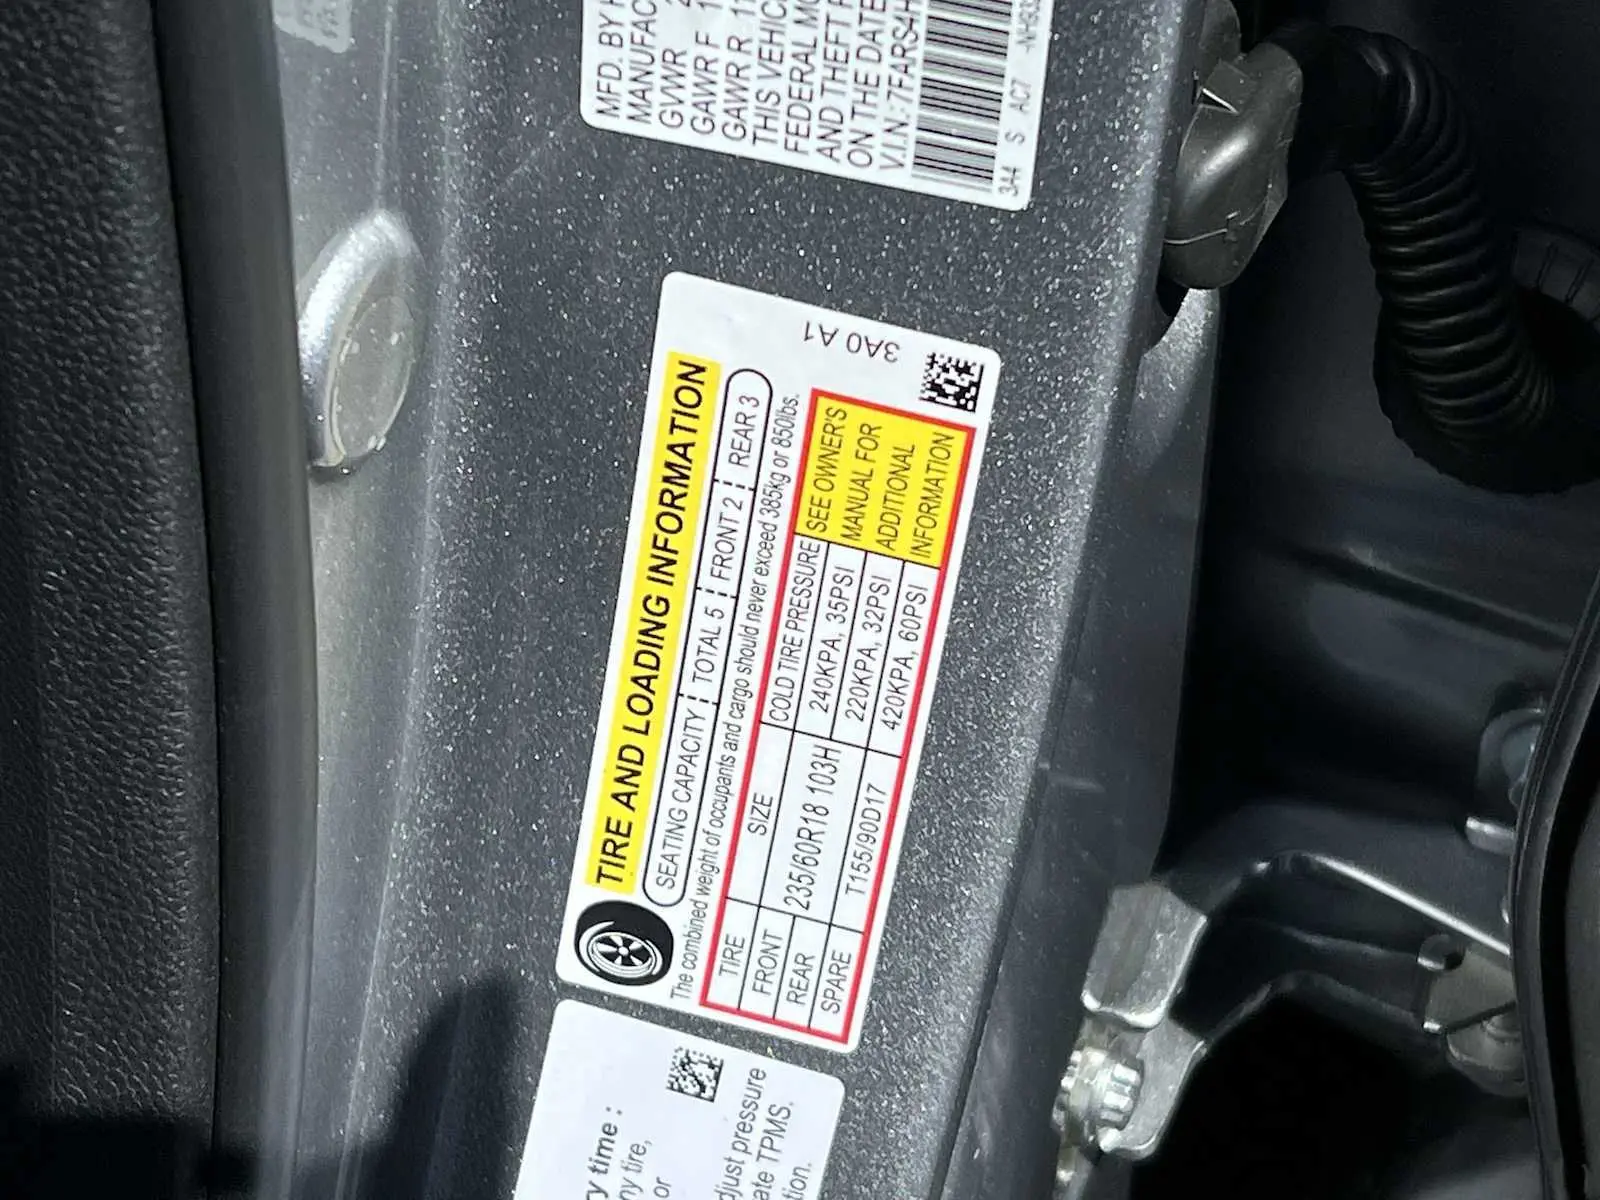 MFD. BY
MANUFAC
GVWR
GAWR F
GAWR R
THIS VEHICL
FEDERAL MO
AND THEFT
ON THE DATE
V.I.N.:7FARS4H
3A4 S AC7
3A0 A1
TIRE AND LOADING INFORMATION
SEATING CAPACITY TOTAL 5 FRONT 2 REAR 3
The combined weight of occupants and cargo should never exceed 385kg or 850lbs.
TIRE SIZE COLD TIRE PRESSURE SEE OWNER'S
FRONT 235/60R18 103H 240KPA, 35PSI MANUAL FOR
REAR 220KPA, 32PSI ADDITIONAL
SPARE T155/90D17 420KPA, 60PSI INFORMATION
ry time :
ny tire,
or
djust pressure
ate TPMS.
tion.